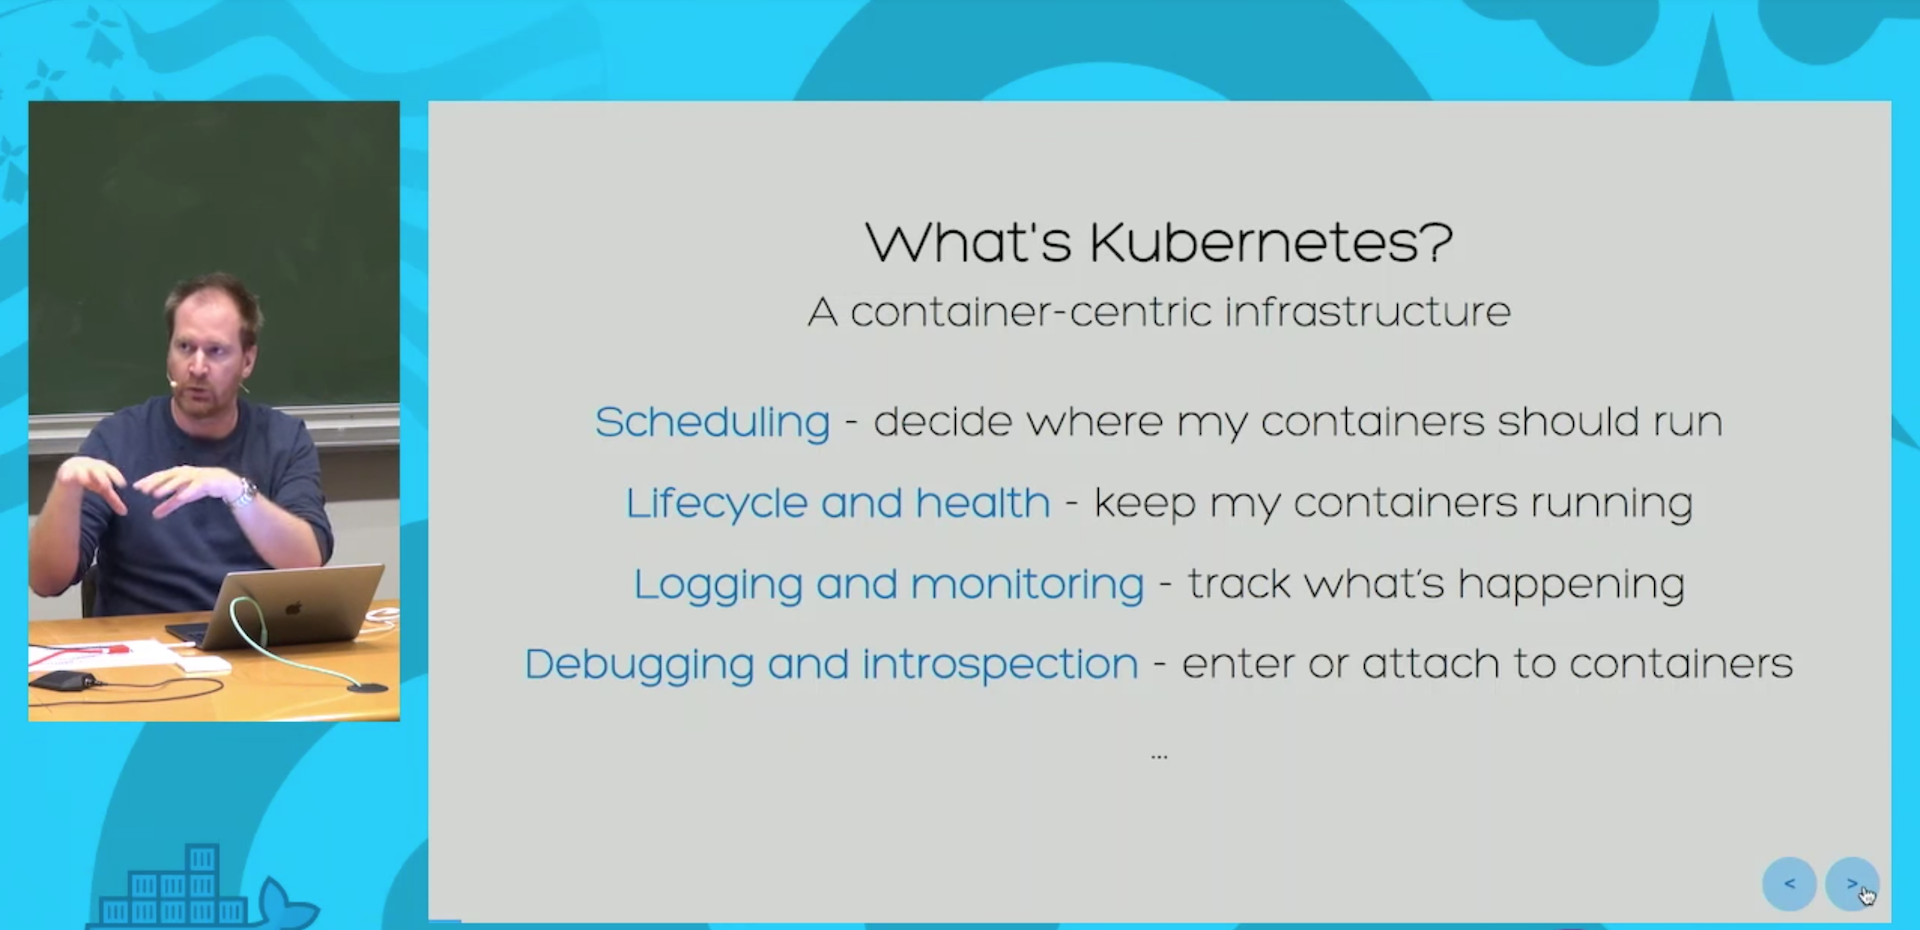 What's Kubernetes?
A container-centric infrastructure
Scheduling - decide where my containers should run
Lifecycle and health - keep my containers running
Logging and monitoring - track what's happening
Debugging and introspection - enter or attach to containers
...
< >